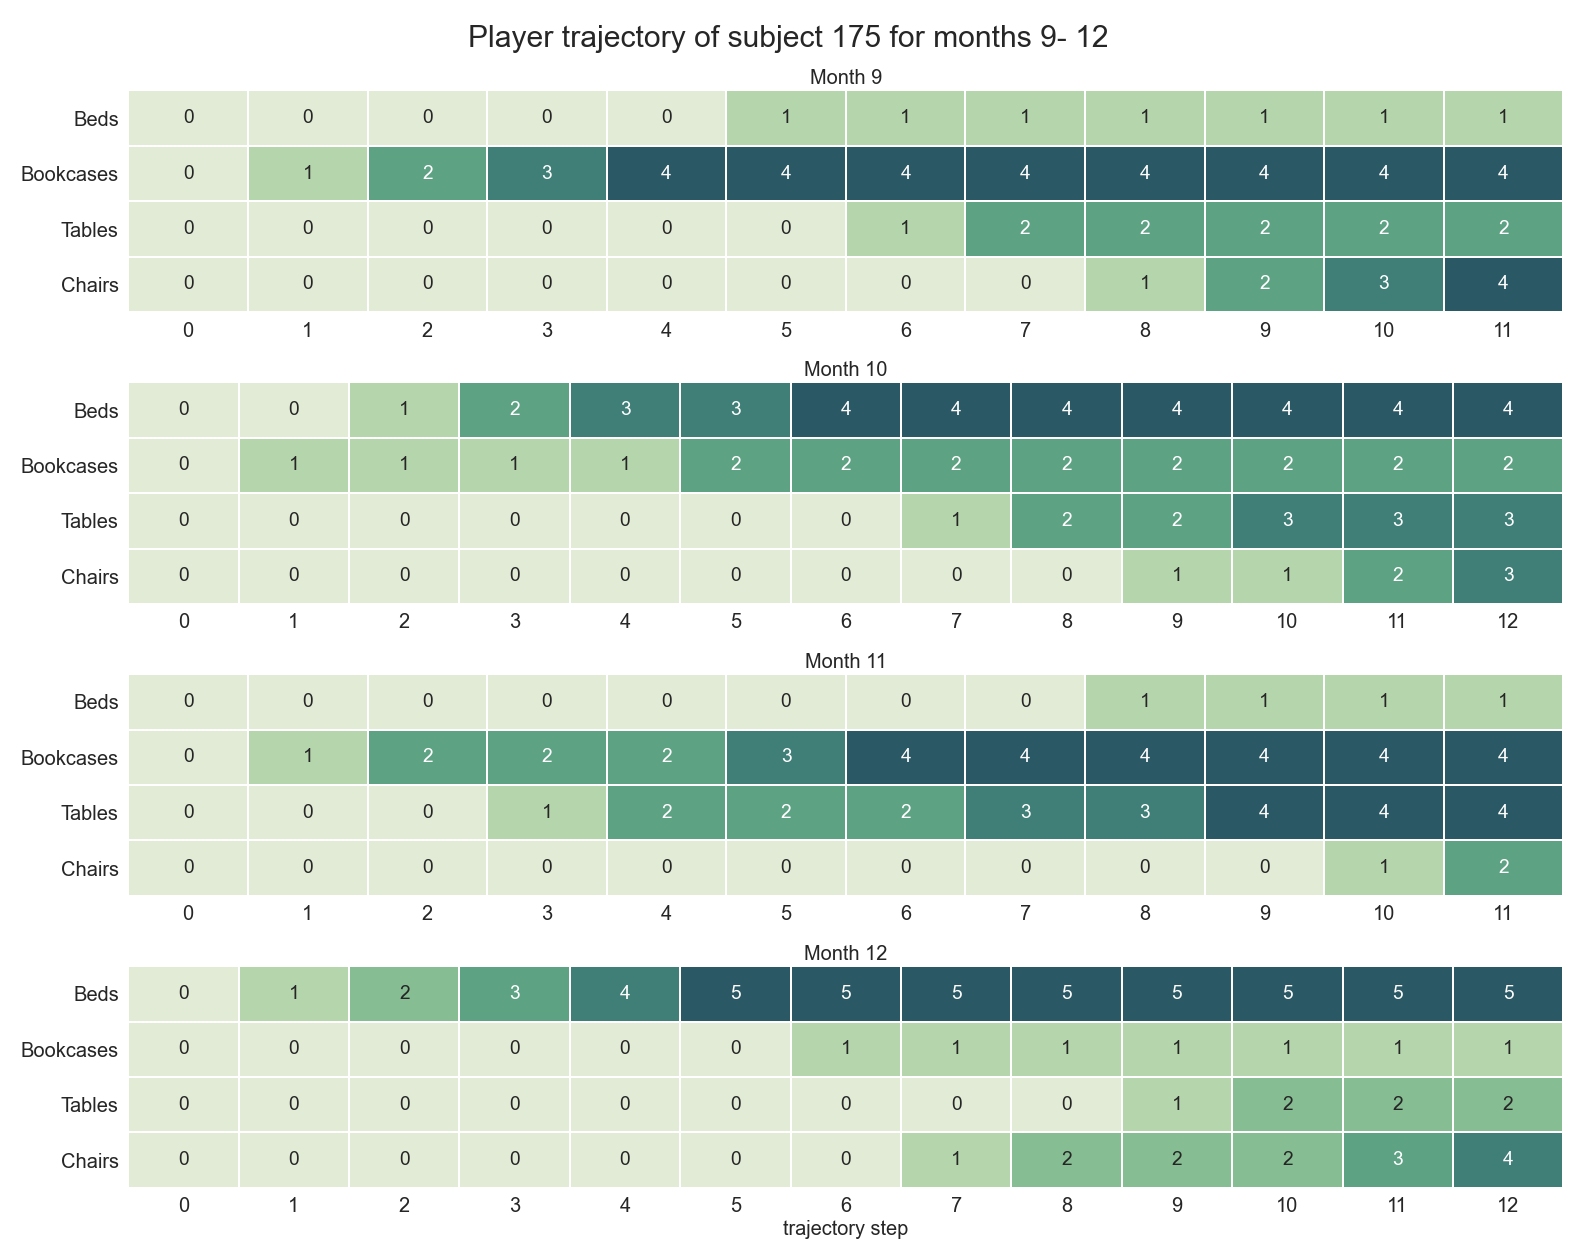 Player trajectory of subject 175 for months 9- 12
Month 9
Beds 0 0 0 0 0 1 1 1 1 1 1 1
Bookcases 0 1 2 3 4 4 4 4 4 4 4 4
Tables 0 0 0 0 0 0 1 2 2 2 2 2
Chairs 0 0 0 0 0 0 0 0 1 2 3 4
0 1 2 3 4 5 6 7 8 9 10 11
Month 10
Beds 0 0 1 2 3 3 4 4 4 4 4 4 4
Bookcases 0 1 1 1 1 2 2 2 2 2 2 2 2
Tables 0 0 0 0 0 0 0 1 2 2 3 3 3
Chairs 0 0 0 0 0 0 0 0 0 1 1 2 3
0 1 2 3 4 5 6 7 8 9 10 11 12
Month 11
Beds 0 0 0 0 0 0 0 0 1 1 1 1
Bookcases 0 1 2 2 2 3 4 4 4 4 4 4
Tables 0 0 0 1 2 2 2 3 3 4 4 4
Chairs 0 0 0 0 0 0 0 0 0 0 1 2
0 1 2 3 4 5 6 7 8 9 10 11
Month 12
Beds 0 1 2 3 4 5 5 5 5 5 5 5 5
Bookcases 0 0 0 0 0 0 1 1 1 1 1 1 1
Tables 0 0 0 0 0 0 0 0 0 1 2 2 2
Chairs 0 0 0 0 0 0 0 1 2 2 2 3 4
0 1 2 3 4 5 6 7 8 9 10 11 12
trajectory step